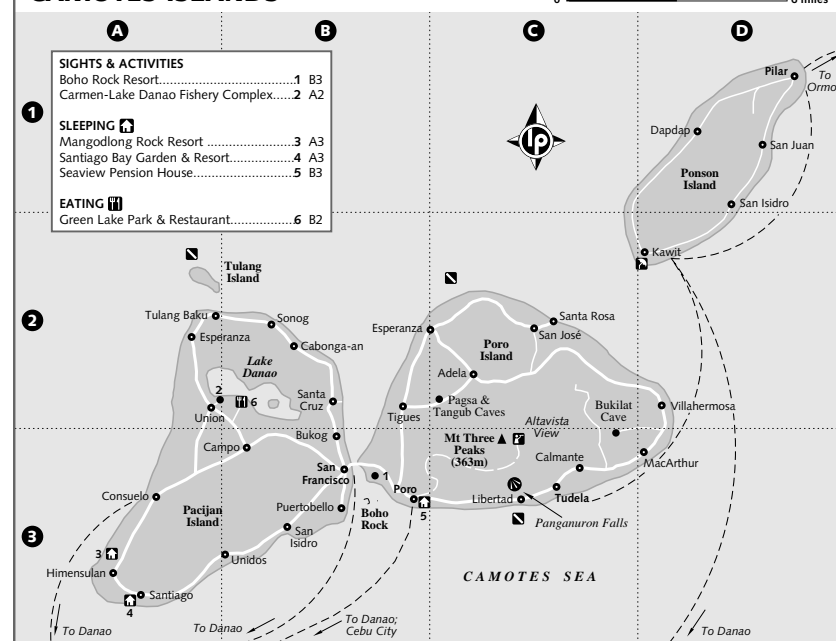 A
B
C
D
1
2
3
SIGHTS & ACTIVITIES
Boho Rock Resort..............................1 B3
Carmen-Lake Danao Fishery Complex.....2 A2
SLEEPING
Mangodlong Rock Resort ..................3 A3
Santiago Bay Garden & Resort..............4 A3
Seaview Pension House.......................5 B3
EATING
Green Lake Park & Restaurant.................6 B2
lp
Pilar
To
Ormo
Dapdap
San Juan
Ponson
Island
San Isidro
Kawit
Tulang
Island
Tulang Baku
Sonog
Esperanza
Cabonga-an
Lake
Danao
2
6
Union
Santa
Cruz
Bukog
Campo
San
Francisco
Consuelo
Pacijan
Island
Puertobello
San
Isidro
Unidos
3
Himensulan
Santiago
4
Esperanza
Santa Rosa
San José
Poro
Island
Adela
Pagsa &
Tangub Caves
Tigues
Altavista
View
Mt Three
Peaks
(363m)
Bukilat
Cave
Villahermosa
Calmante
MacArthur
1
Poro
5
Boho
Rock
Libertad
Tudela
Panganuron Falls
CAMOTES SEA
To Danao
To Danao
To Danao;
Cebu City
To Danao